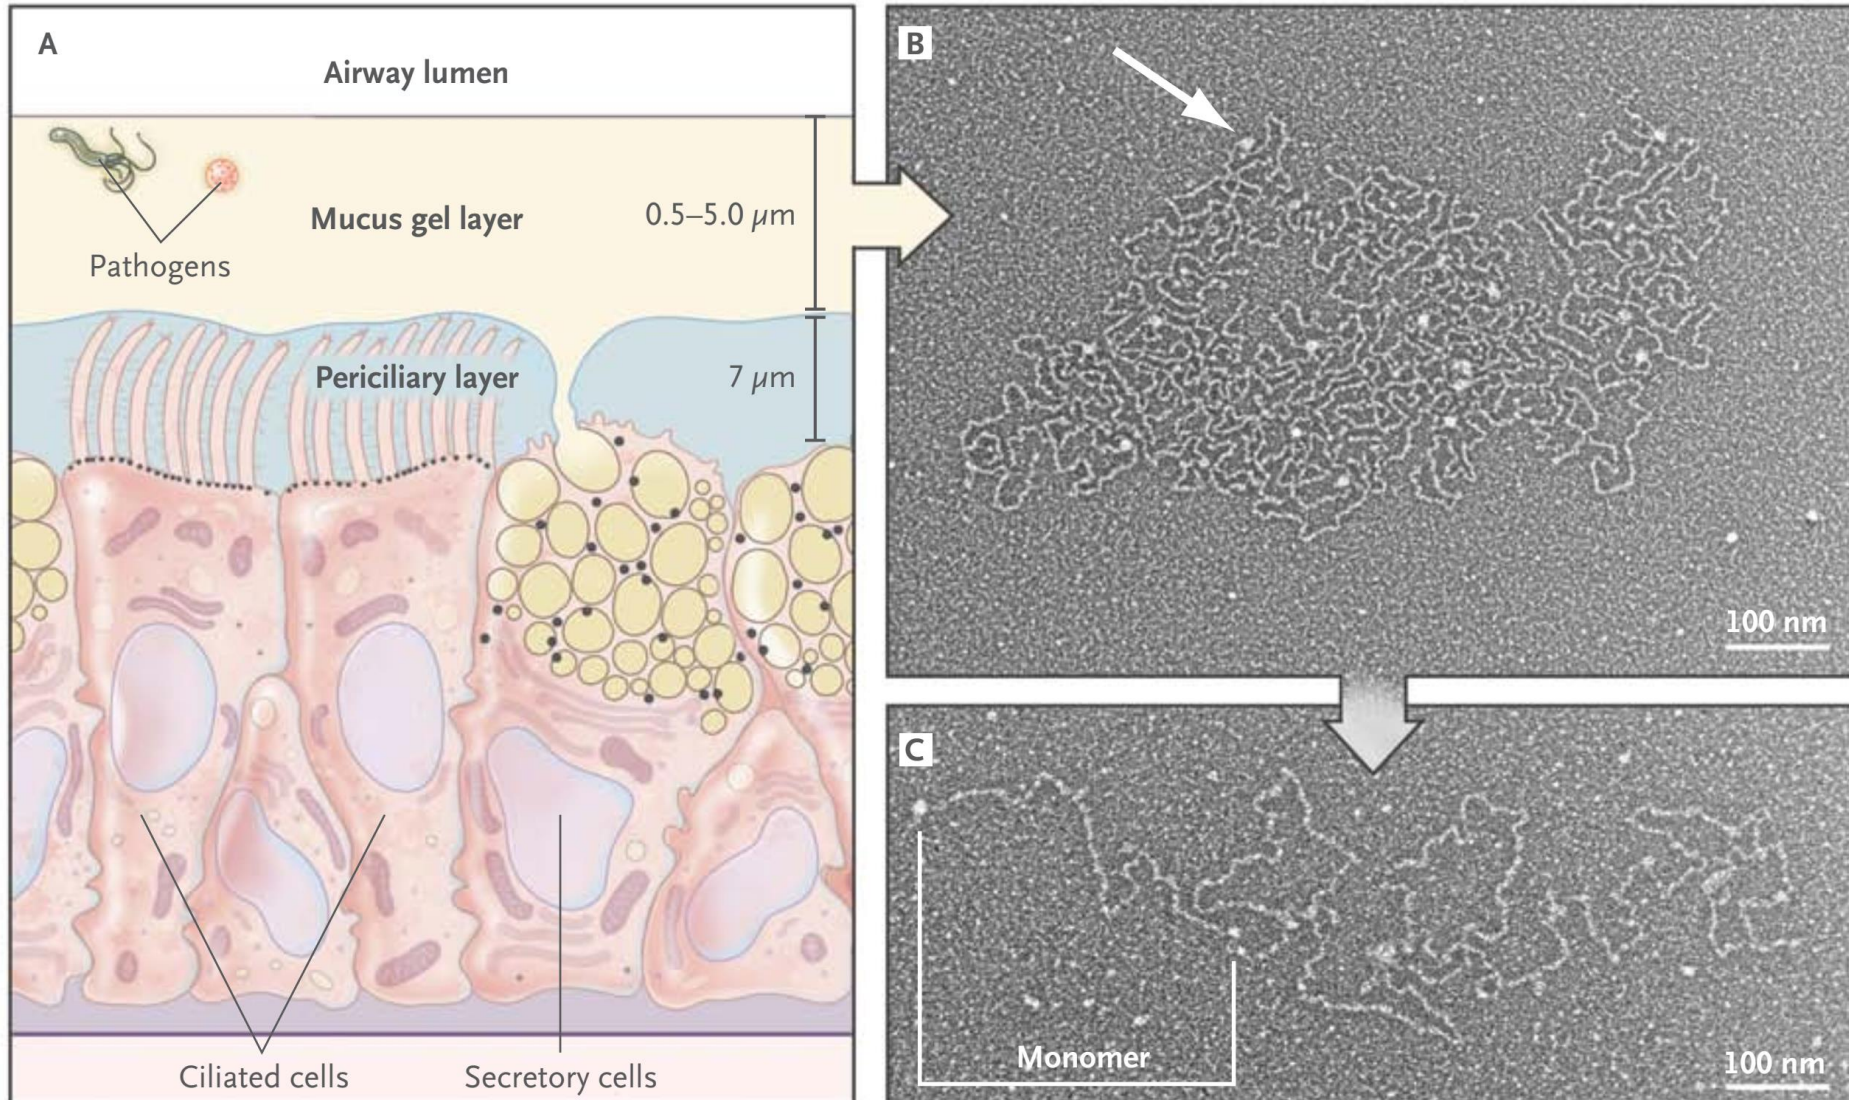 A
Airway lumen
Mucus gel layer
0.5–5.0 µm
Pathogens
Periciliary layer
7 µm
Ciliated cells
Secretory cells
B
100 nm
C
Monomer
100 nm